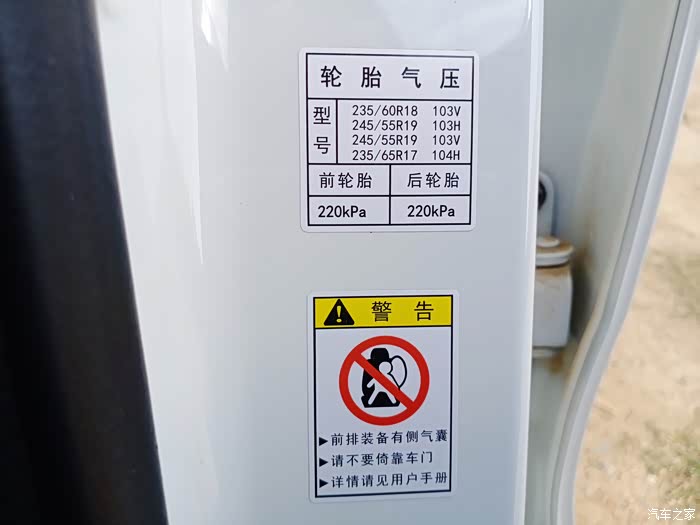 轮胎气压
型号
235/60R18 103V
245/55R19 103H
245/55R19 103V
235/65R17 104H
前轮胎 后轮胎
220kPa 220kPa
警告
▶前排装备有侧气囊
▶请不要倚靠车门
▶详情请见用户手册
汽车之家